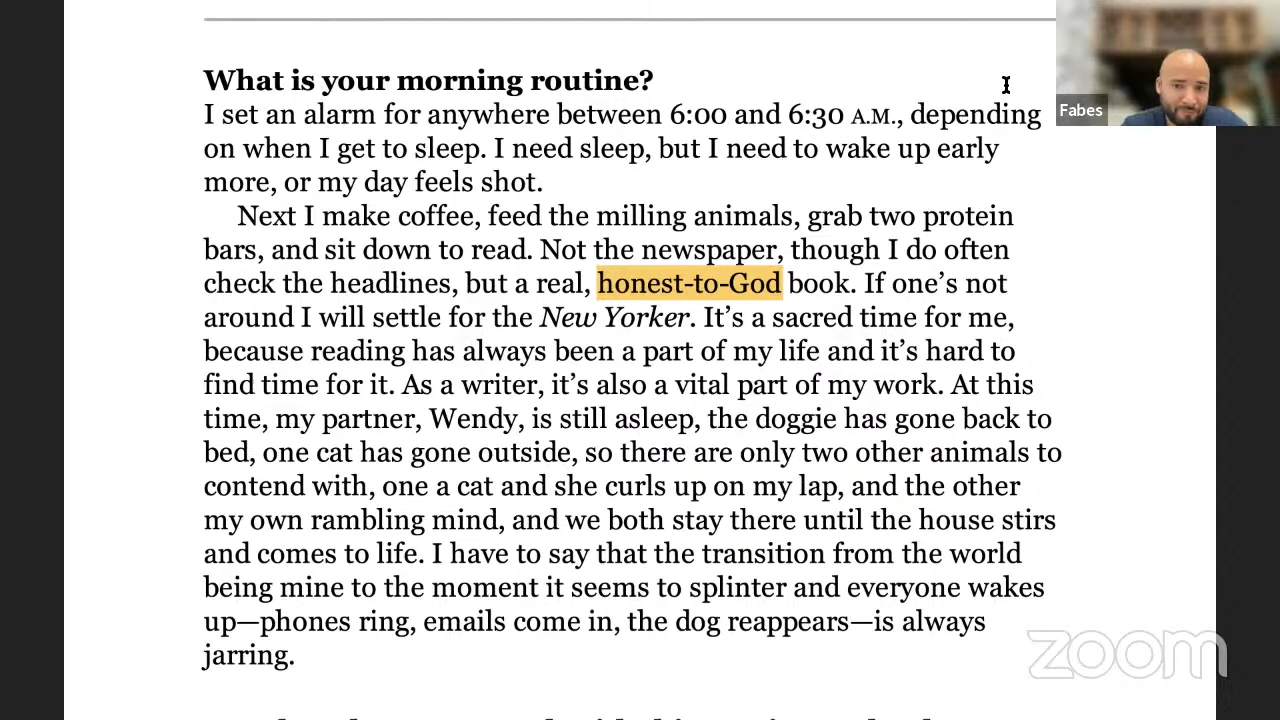 What is your morning routine?
I set an alarm for anywhere between 6:00 and 6:30 A.M., depending
on when I get to sleep. I need sleep, but I need to wake up early
more, or my day feels shot.
Next I make coffee, feed the milling animals, grab two protein
bars, and sit down to read. Not the newspaper, though I do often
check the headlines, but a real, honest-to-God book. If one’s not
around I will settle for the New Yorker. It’s a sacred time for me,
because reading has always been a part of my life and it’s hard to
find time for it. As a writer, it’s also a vital part of my work. At this
time, my partner, Wendy, is still asleep, the doggie has gone back to
bed, one cat has gone outside, so there are only two other animals to
contend with, one a cat and she curls up on my lap, and the other
my own rambling mind, and we both stay there until the house stirs
and comes to life. I have to say that the transition from the world
being mine to the moment it seems to splinter and everyone wakes
up—phones ring, emails come in, the dog reappears—is always
jarring.
Fabes
zoom